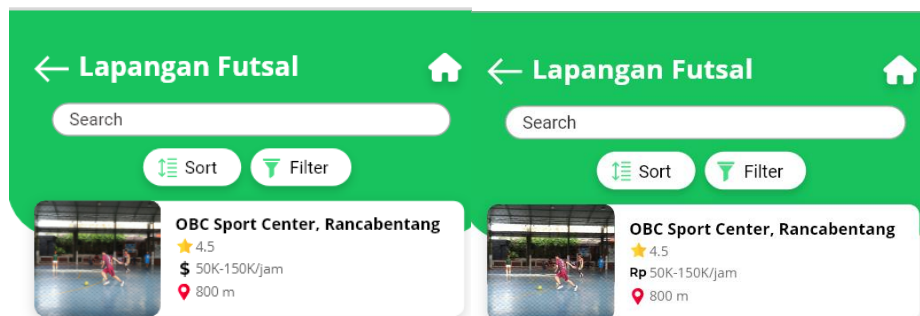 Lapangan Futsal
Search
Sort Filter
OBC Sport Center, Rancabentang
4.5
$ 50K-150K/jam
800 m
Lapangan Futsal
Search
Sort Filter
OBC Sport Center, Rancabentang
4.5
Rp 50K-150K/jam
800 m